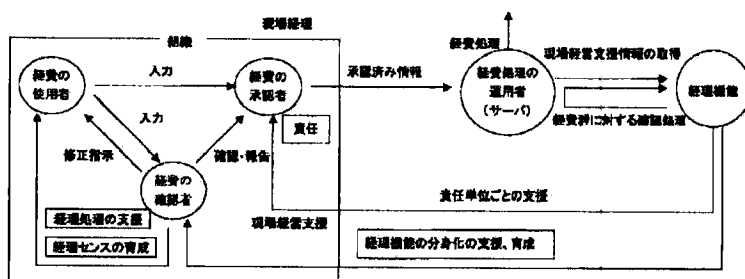 現場経理
組織
経費の
使用者
入力
経費の
承認者
承認済み情報
経費処理
経費処理の
運用者
(サーバ)
現場経営支援情報の取得
経理機能
経費科に対する確認処理
入力
責任
修正指示
確認・報告
経費の
確認者
責任単位ごとの支援
経理処理の支援
現場経営支援
経理センスの育成
経理機能の分身化の支援、育成